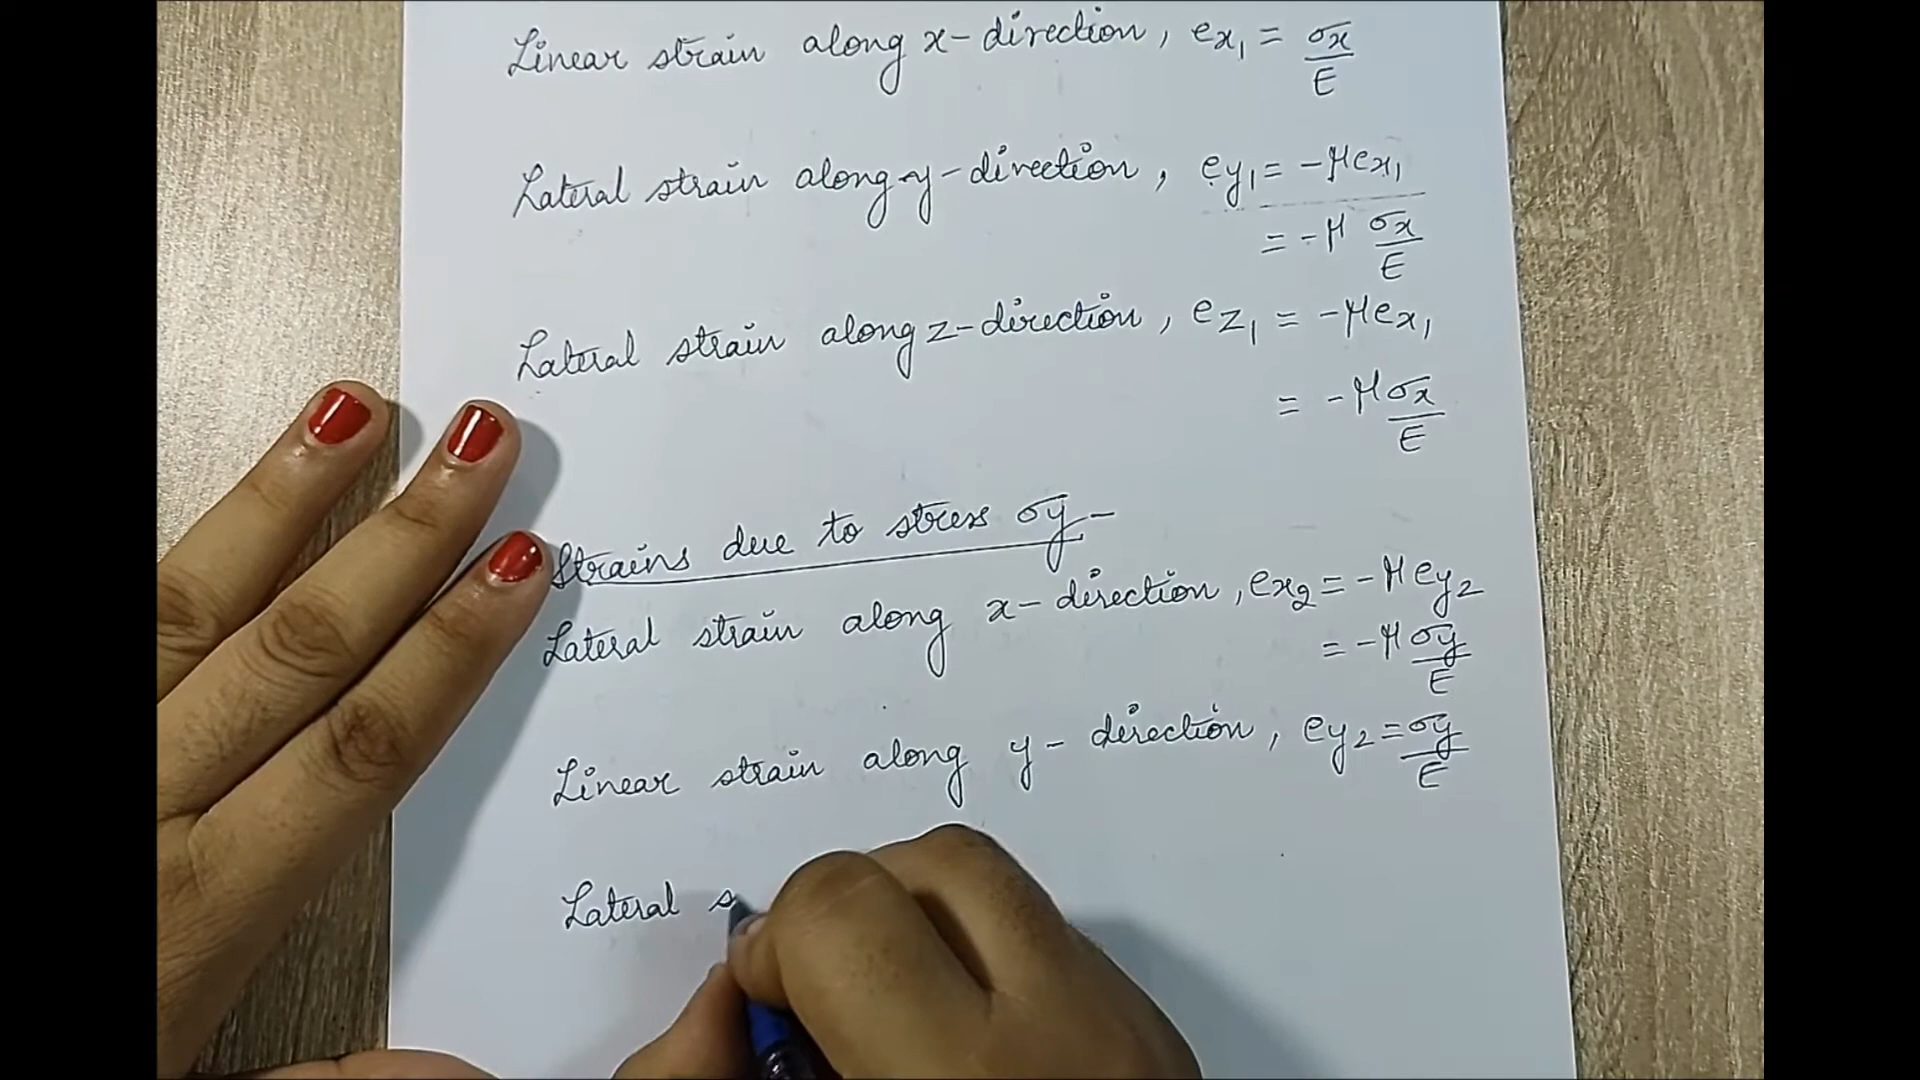 Linear strain along x-direction, ex₁ = σx/E
Lateral strain along y-direction, ey₁ = -μex₁
= -μ σx/E
Lateral strain along z-direction, ez₁ = -μex₁
= -μ σx/E
Strains due to stress σy -
Lateral strain along x-direction, ex₂ = -μey₂
= -μ σy/E
Linear strain along y-direction, ey₂ = σy/E
Lateral s